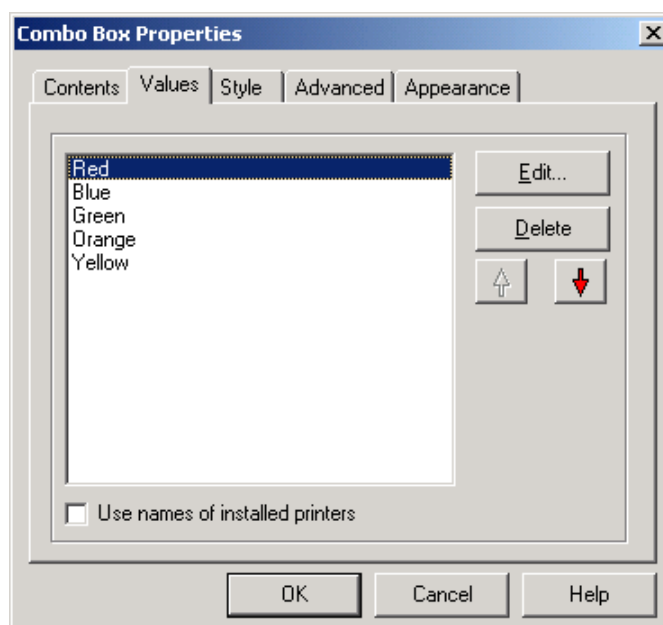 Combo Box Properties
Contents Values Style Advanced Appearance
Red
Blue
Green
Orange
Yellow
Edit...
Delete
Use names of installed printers
OK Cancel Help